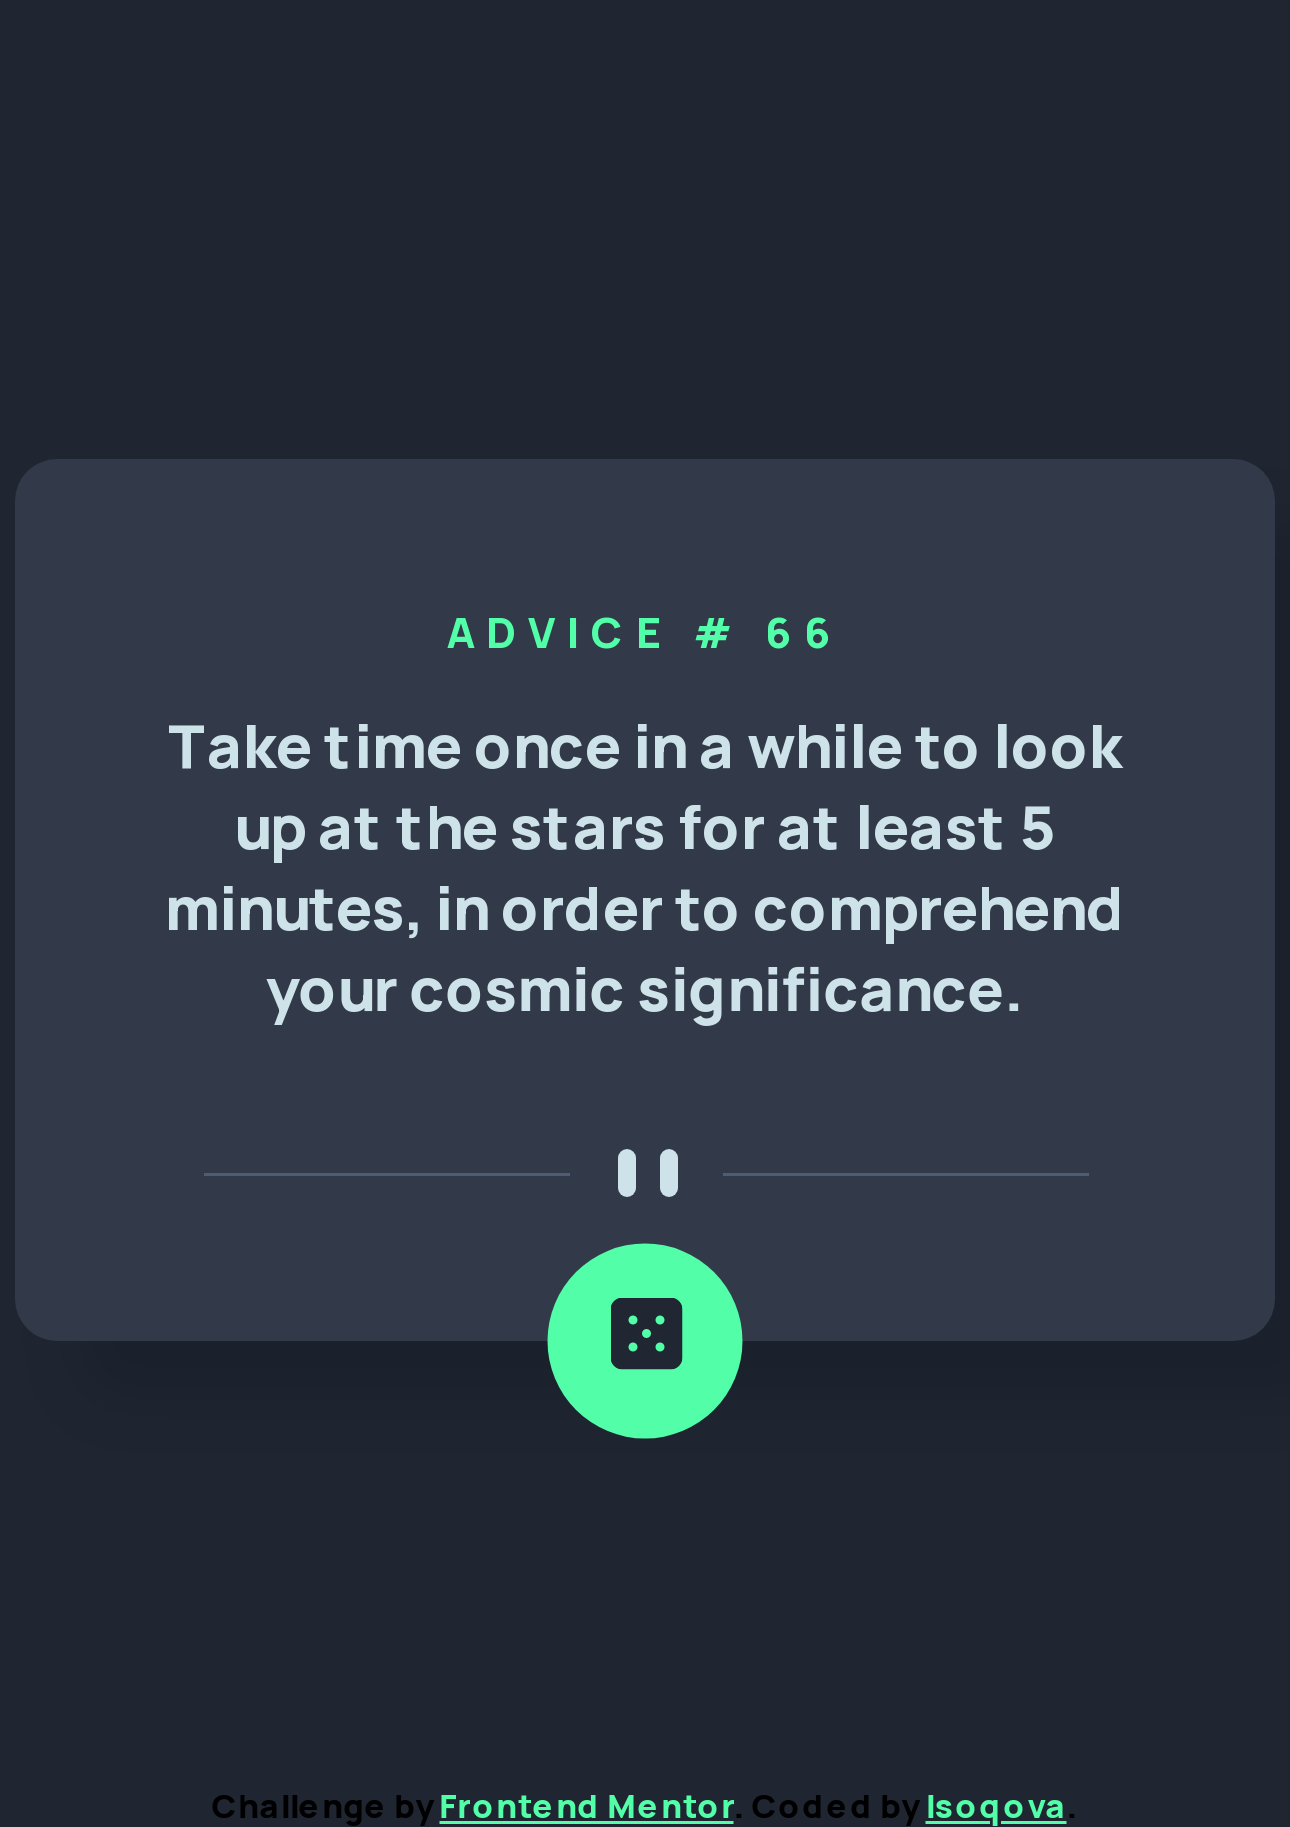 ADVICE # 66
Take time once in a while to look
up at the stars for at least 5
minutes, in order to comprehend
your cosmic significance.
Challenge by Frontend Mentor. Coded by Isoqova.